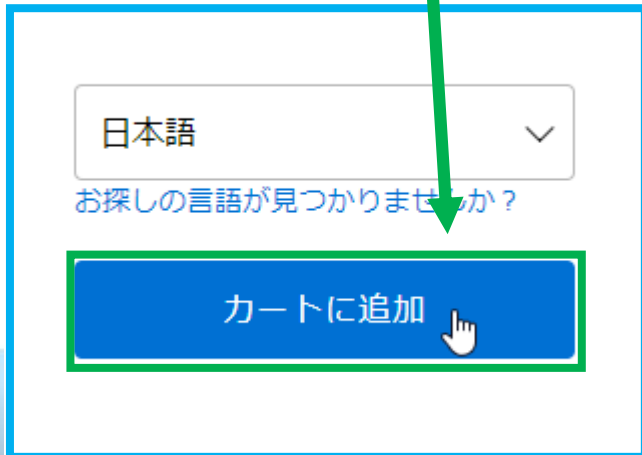 日本語
お探しの言語が見つかりませんか？
カートに追加